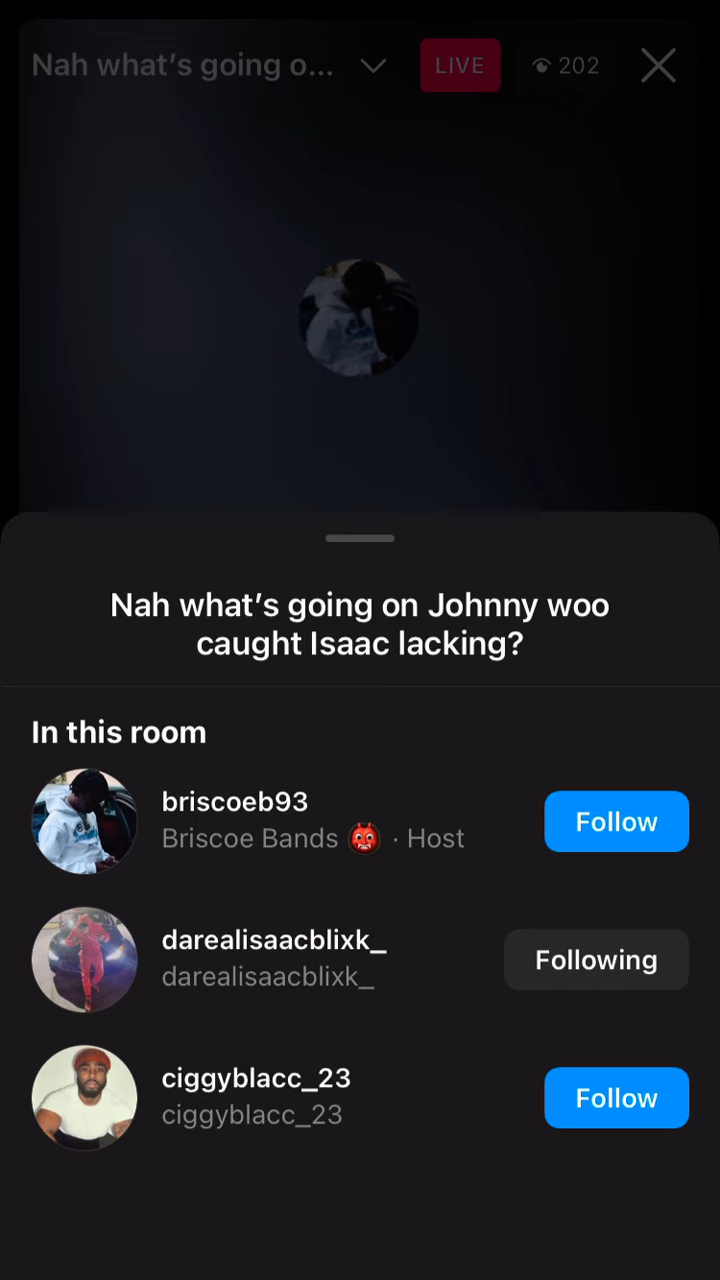 Nah what’s going o... LIVE 202
Nah what’s going on Johnny woo
caught Isaac lacking?
In this room
briscoeb93
Briscoe Bands 👹 · Host
Follow
darealisaacblixk_
darealisaacblixk_
Following
ciggyblacc_23
ciggyblacc_23
Follow